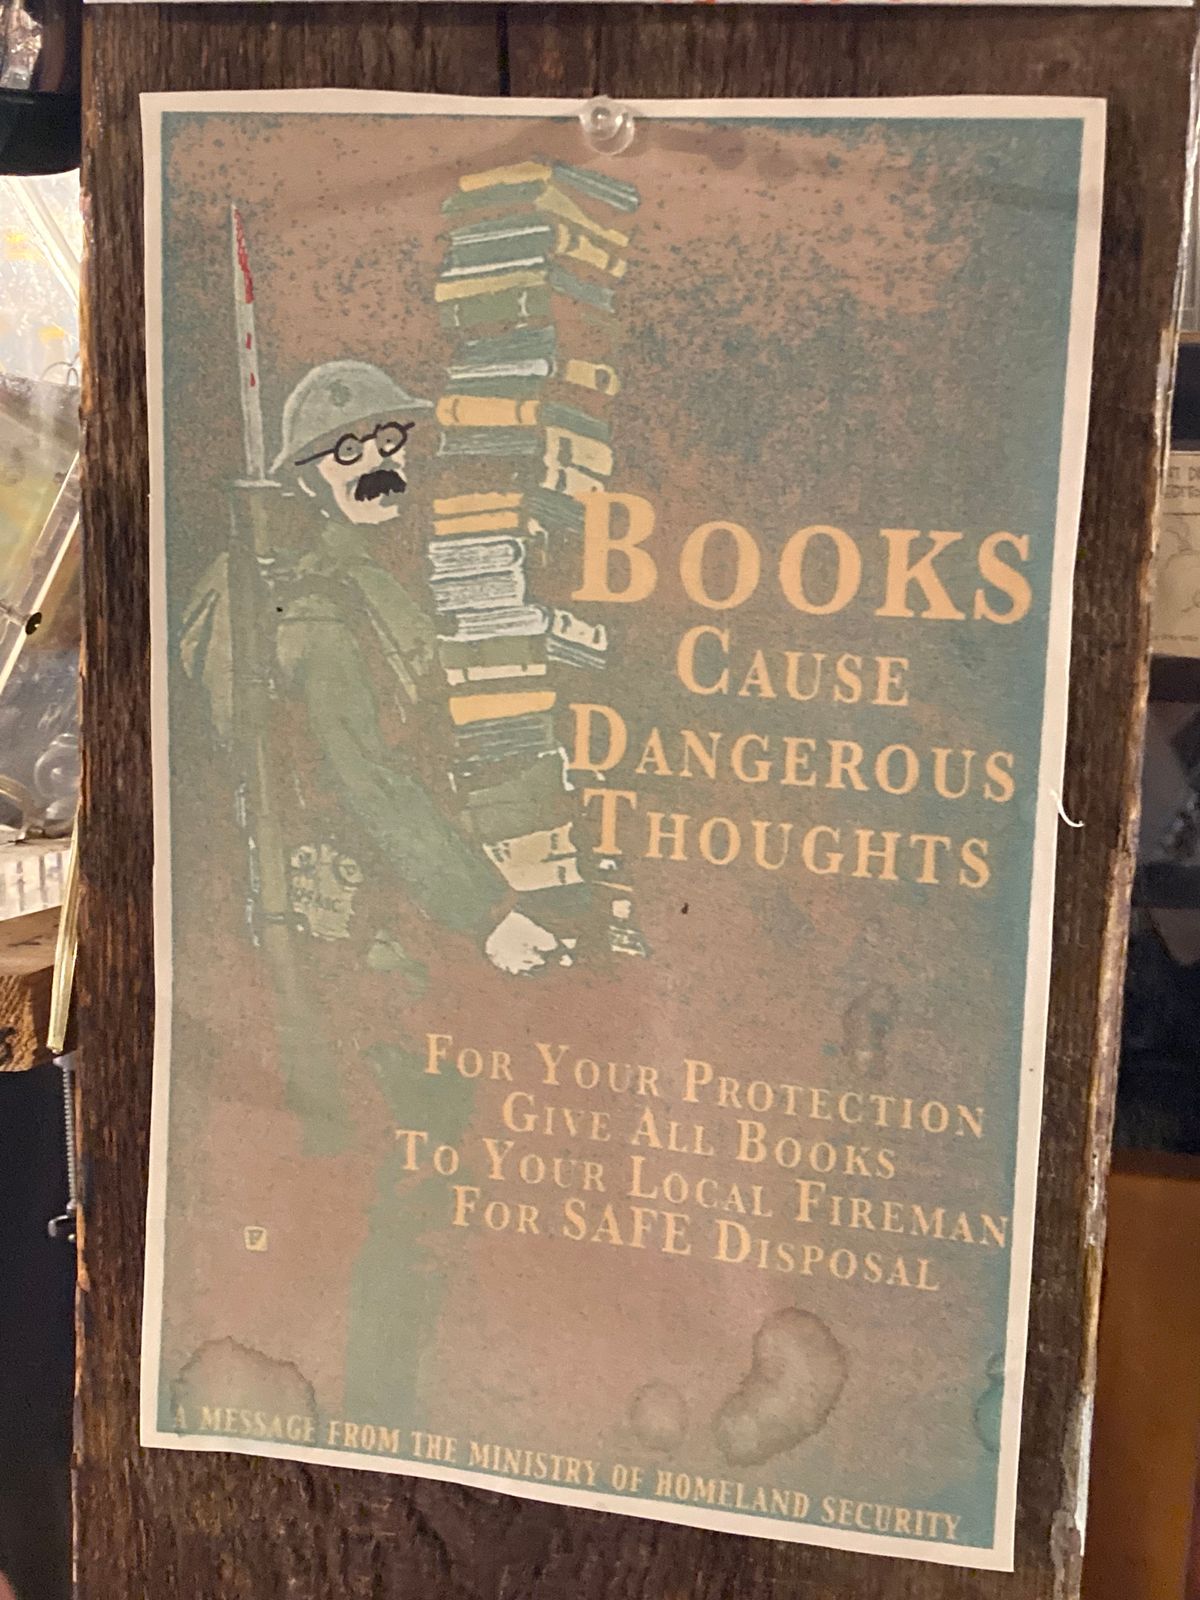 BOOKS
CAUSE
DANGEROUS
THOUGHTS
FOR YOUR PROTECTION
GIVE ALL BOOKS
TO YOUR LOCAL FIREMAN
FOR SAFE DISPOSAL
F
A MESSAGE FROM THE MINISTRY OF HOMELAND SECURITY